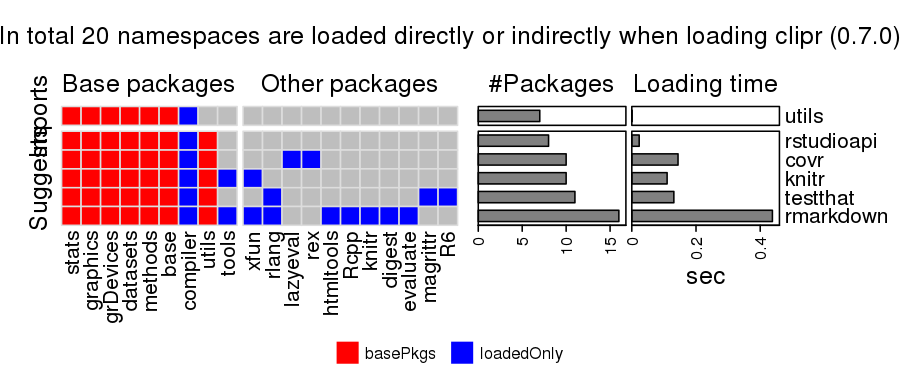 In total 20 namespaces are loaded directly or indirectly when loading clipr (0.7.0)
Base packages
Other packages
#Packages
Loading time
Imports
Suggests
utils
rstudioapi
covr
knitr
testthat
rmarkdown
stats
graphics
grDevices
datasets
methods
base
compiler
utils
tools
xfun
rlang
lazyeval
rex
htmltools
Rcpp
knitr
digest
evaluate
magrittr
R6
0 5 10 15
0 0.2 0.4
sec
basePkgs
loadedOnly